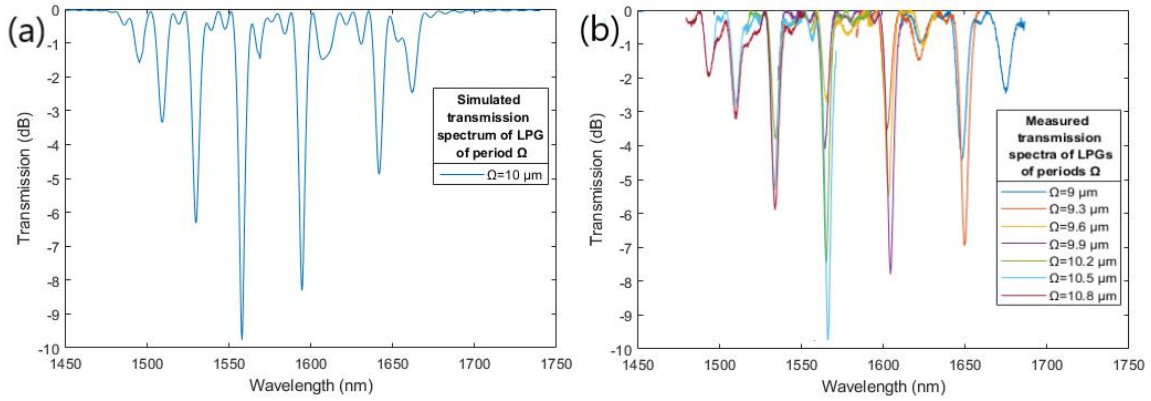 (a)
0
-1
-2
-3
-4
-5
-6
-7
-8
-9
-10
Transmission (dB)
1450 1500 1550 1600 1650 1700 1750
Wavelength (nm)
Simulated
transmission
spectrum of LPG
of period Ω
Ω=10 μm
(b)
0
-1
-2
-3
-4
-5
-6
-7
-8
-9
-10
Transmission (dB)
1450 1500 1550 1600 1650 1700 1750
Wavelength (nm)
Measured
transmission
spectra of LPGs
of periods Ω
Ω=9 μm
Ω=9.3 μm
Ω=9.6 μm
Ω=9.9 μm
Ω=10.2 μm
Ω=10.5 μm
Ω=10.8 μm